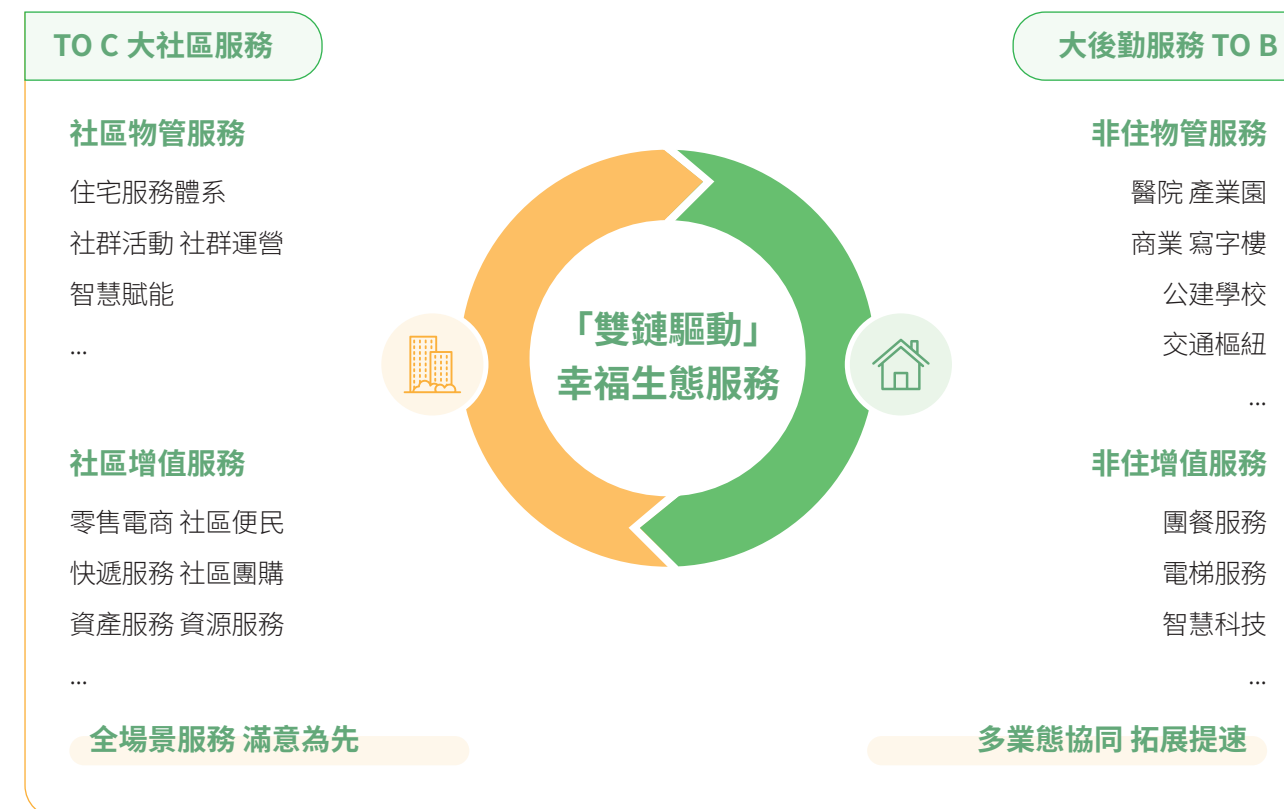 TO C 大社區服務
社區物管服務
住宅服務體系
社群活動 社群運營
智慧賦能
...
社區增值服務
零售電商 社區便民
快遞服務 社區團購
資產服務 資源服務
...
全場景服務 滿意為先
「雙鏈驅動」
幸福生態服務
大後勤服務 TO B
非住物管服務
醫院 產業園
商業 寫字樓
公建學校
交通樞紐
...
非住增值服務
團餐服務
電梯服務
智慧科技
...
多業態協同 拓展提速